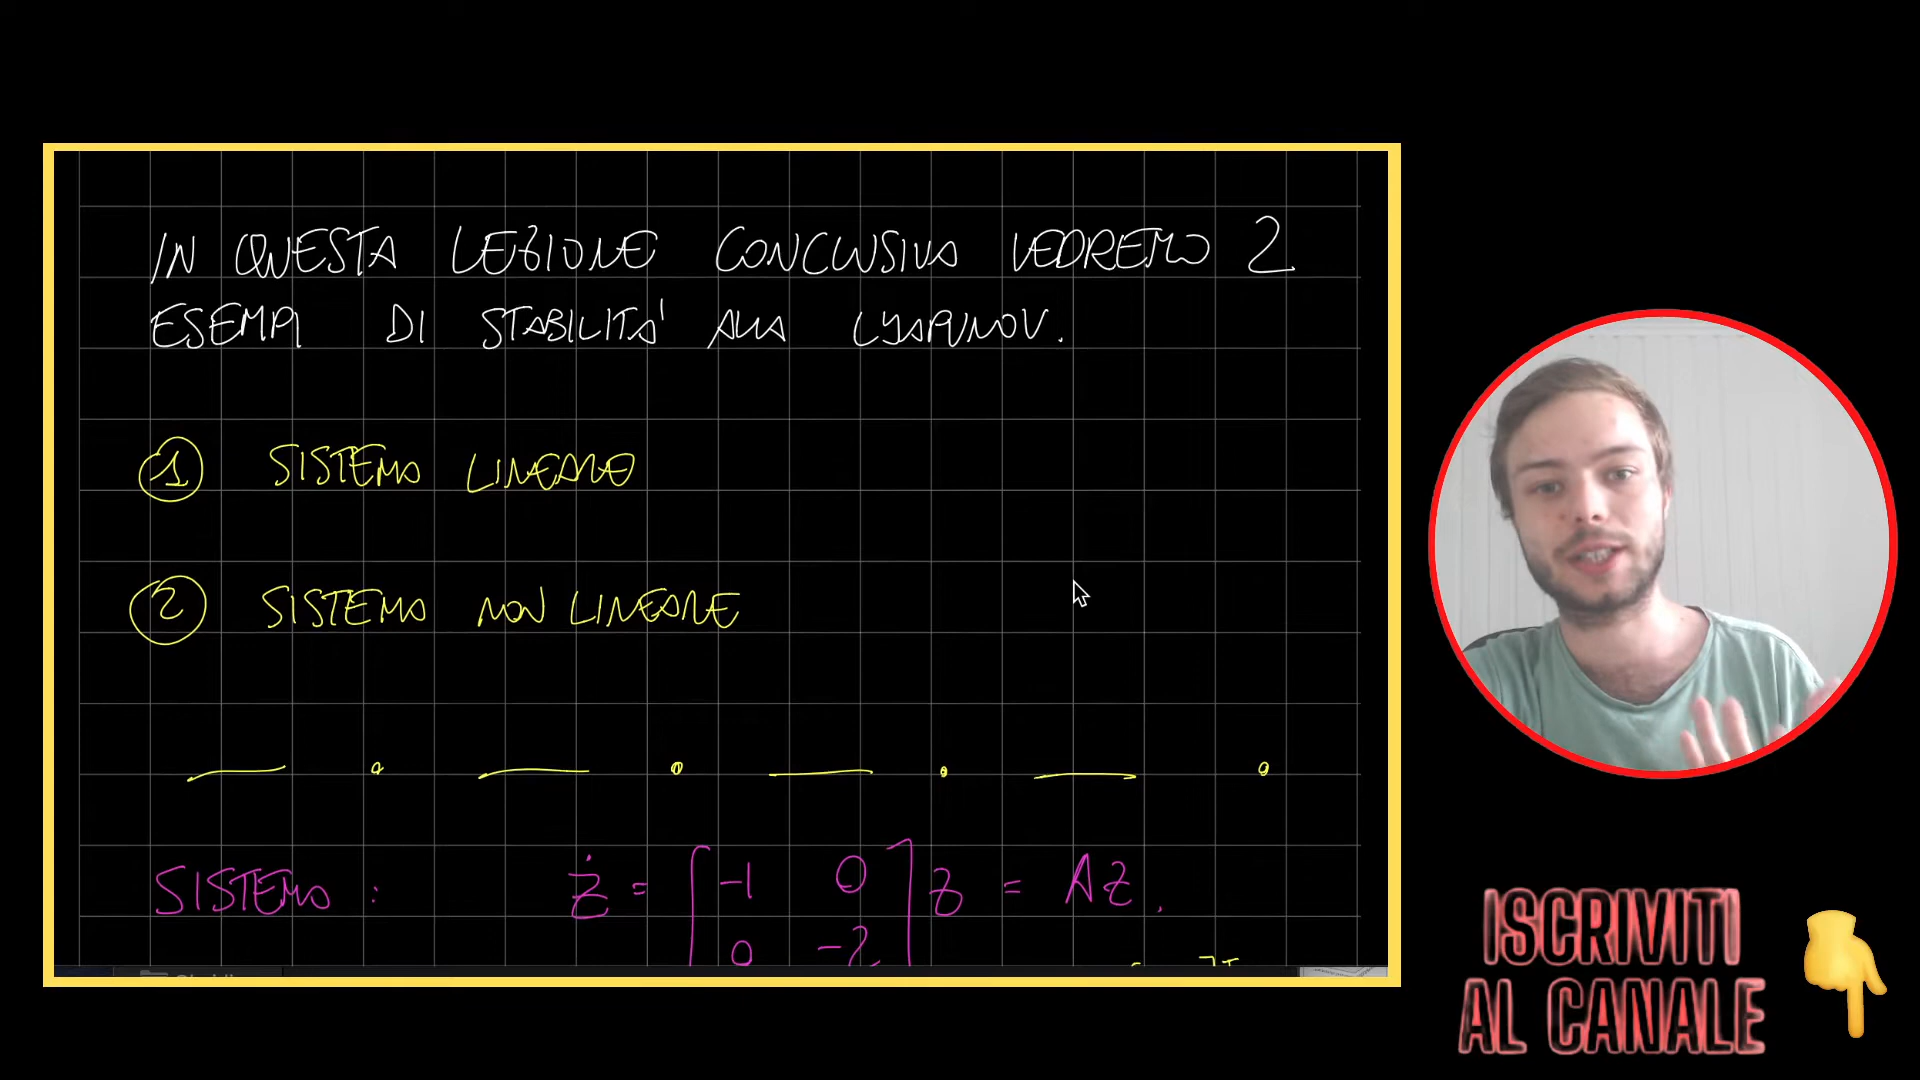 IN QUESTA LEZIONE CONCLUSIVA VEDREMO 2
ESEMPI DI STABILITA' ALLA LYAPUNOV.
1 SISTEMA LINEARE
2 SISTEMA NON LINEARE
SISTEMA : ż = [-1 0
0 -2] z = Az.
ISCRIVITI
AL CANALE